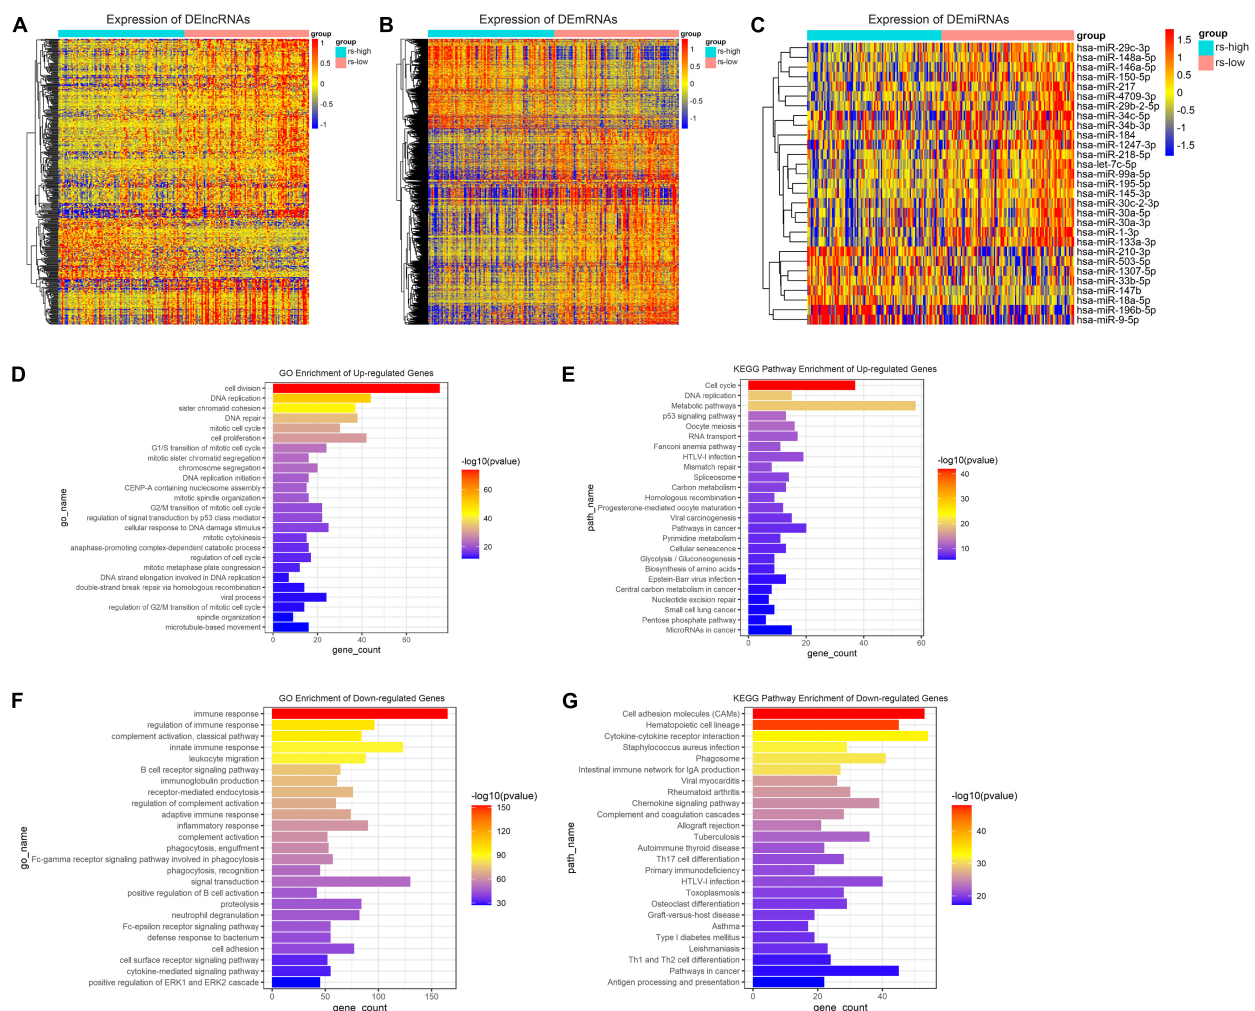 A
Expression of DElncRNAs
group
1
0.5
0
-0.5
-1
group
rs-high
rs-low
B
Expression of DEmRNAs
group
1
0.5
0
-0.5
-1
group
rs-high
rs-low
C
Expression of DEmiRNAs
group
hsa-miR-29c-3p
hsa-miR-148a-5p
hsa-miR-146a-5p
hsa-miR-150-5p
hsa-miR-217
hsa-miR-4709-3p
hsa-miR-29b-2-5p
hsa-miR-34c-5p
hsa-miR-34b-3p
hsa-miR-184
hsa-miR-1247-3p
hsa-miR-218-5p
hsa-let-7c-5p
hsa-miR-99a-5p
hsa-miR-195-5p
hsa-miR-145-3p
hsa-miR-30c-2-3p
hsa-miR-30a-5p
hsa-miR-30a-3p
hsa-miR-1-3p
hsa-miR-133a-3p
hsa-miR-210-3p
hsa-miR-503-5p
hsa-miR-1307-5p
hsa-miR-33b-5p
hsa-miR-147b
hsa-miR-18a-5p
hsa-miR-196b-5p
hsa-miR-9-5p
1.5
1
0.5
0
-0.5
-1
-1.5
group
rs-high
rs-low
D
GO Enrichment of Up-regulated Genes
go_name
cell division
DNA replication
sister chromatid cohesion
DNA repair
mitotic cell cycle
cell proliferation
G1/S transition of mitotic cell cycle
mitotic sister chromatid segregation
chromosome segregation
DNA replication initiation
CENP-A containing nucleosome assembly
mitotic spindle organization
G2/M transition of mitotic cell cycle
regulation of signal transduction by p53 class mediator
cellular response to DNA damage stimulus
mitotic cytokinesis
anaphase-promoting complex-dependent catabolic process
regulation of cell cycle
mitotic metaphase plate congression
DNA strand elongation involved in DNA replication
double-strand break repair via homologous recombination
viral process
regulation of G2/M transition of mitotic cell cycle
spindle organization
microtubule-based movement
0 20 40 60
gene_count
-log10(pvalue)
60
40
20
E
KEGG Pathway Enrichment of Up-regulated Genes
path_name
Cell cycle
DNA replication
Metabolic pathways
p53 signaling pathway
Oocyte meiosis
RNA transport
Fanconi anemia pathway
HTLV-I infection
Mismatch repair
Spliceosome
Carbon metabolism
Homologous recombination
Progesterone-mediated oocyte maturation
Viral carcinogenesis
Pathways in cancer
Pyrimidine metabolism
Cellular senescence
Glycolysis / Gluconeogenesis
Biosynthesis of amino acids
Epstein-Barr virus infection
Central carbon metabolism in cancer
Nucleotide excision repair
Small cell lung cancer
Pentose phosphate pathway
MicroRNAs in cancer
0 20 40 60
gene_count
-log10(pvalue)
40
30
20
10
F
GO Enrichment of Down-regulated Genes
go_name
immune response
regulation of immune response
complement activation, classical pathway
innate immune response
leukocyte migration
B cell receptor signaling pathway
immunoglobulin production
receptor-mediated endocytosis
regulation of complement activation
adaptive immune response
inflammatory response
complement activation
phagocytosis, engulfment
Fc-gamma receptor signaling pathway involved in phagocytosis
phagocytosis, recognition
signal transduction
positive regulation of B cell activation
proteolysis
neutrophil degranulation
Fc-epsilon receptor signaling pathway
defense response to bacterium
cell adhesion
cell surface receptor signaling pathway
cytokine-mediated signaling pathway
positive regulation of ERK1 and ERK2 cascade
0 50 100 150
gene_count
-log10(pvalue)
150
120
90
60
30
G
KEGG Pathway Enrichment of Down-regulated Genes
path_name
Cell adhesion molecules (CAMs)
Hematopoietic cell lineage
Cytokine-cytokine receptor interaction
Staphylococcus aureus infection
Phagosome
Intestinal immune network for IgA production
Viral myocarditis
Rheumatoid arthritis
Chemokine signaling pathway
Complement and coagulation cascades
Allograft rejection
Tuberculosis
Autoimmune thyroid disease
Th17 cell differentiation
Primary immunodeficiency
HTLV-I infection
Toxoplasmosis
Osteoclast differentiation
Graft-versus-host disease
Asthma
Type I diabetes mellitus
Leishmaniasis
Th1 and Th2 cell differentiation
Pathways in cancer
Antigen processing and presentation
0 20 40
gene_count
-log10(pvalue)
40
30
20